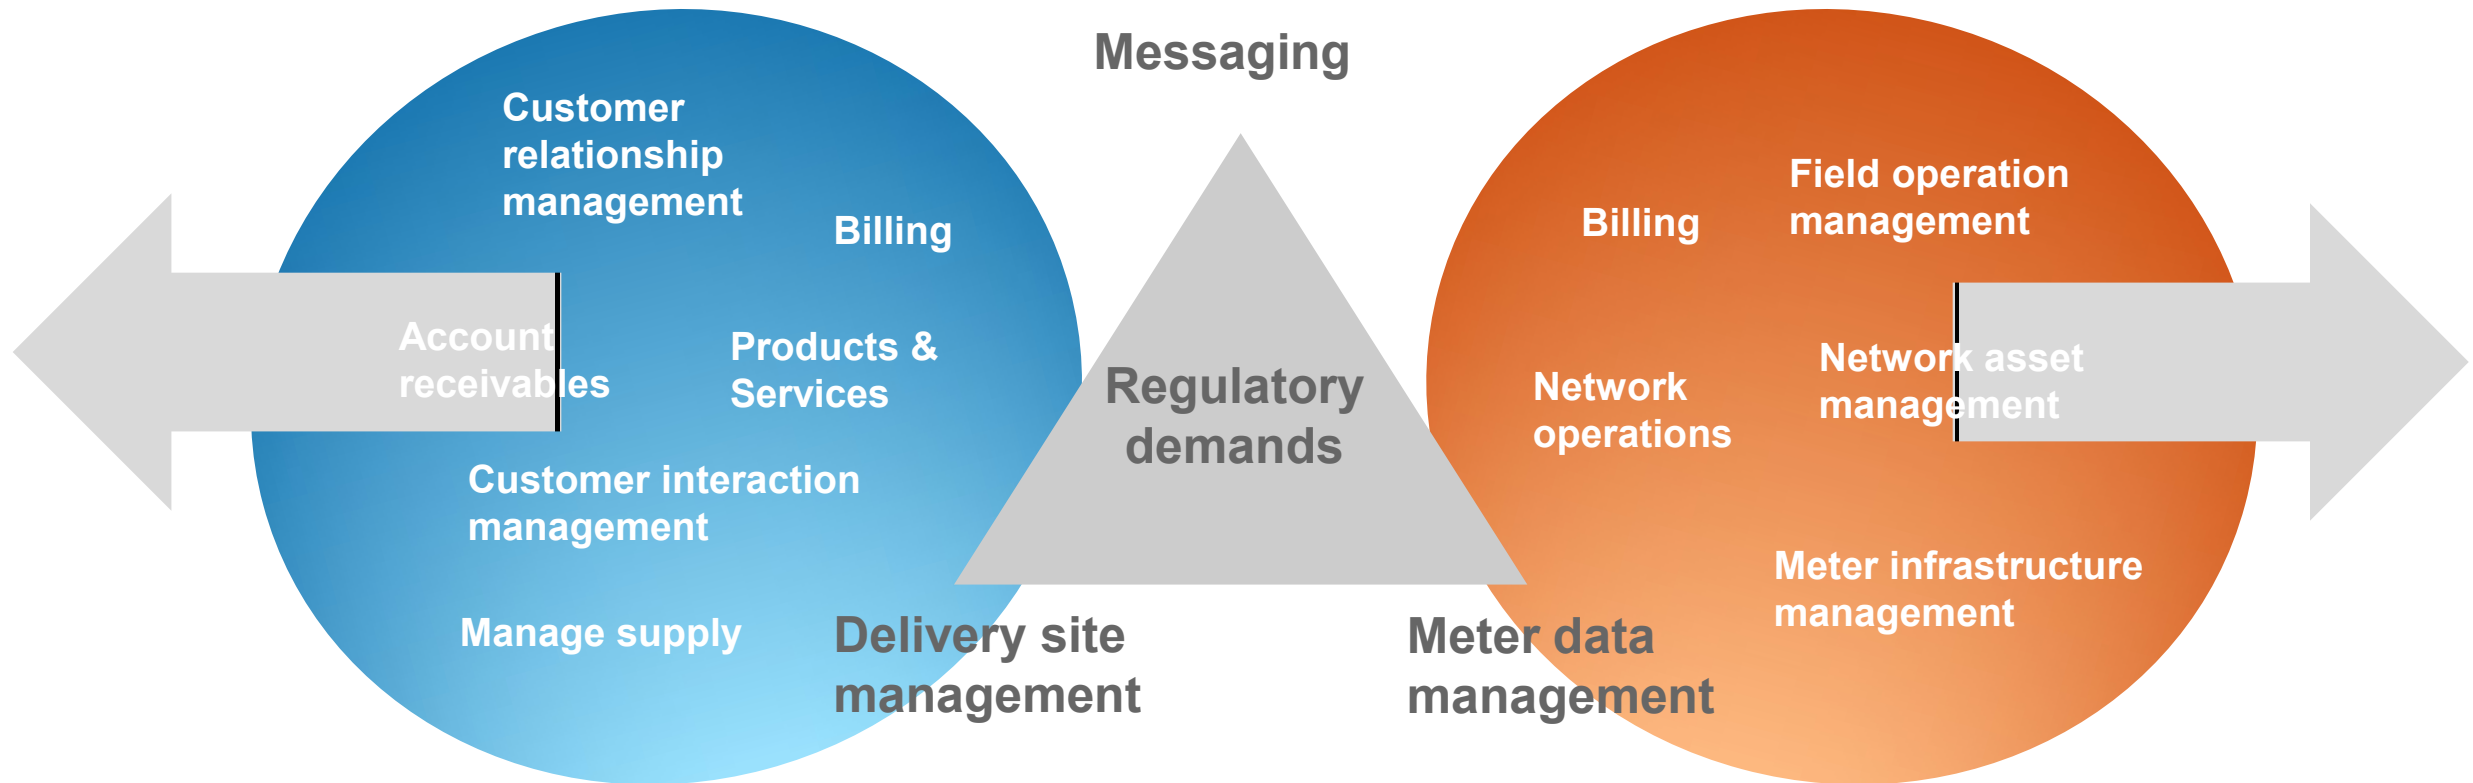 Messaging
Customer
relationship
management
Billing
Account
receivables
Products &
Services
Customer interaction
management
Manage supply
Regulatory
demands
Delivery site
management
Meter data
management
Billing
Field operation
management
Network
operations
Network asset
management
Meter infrastructure
management